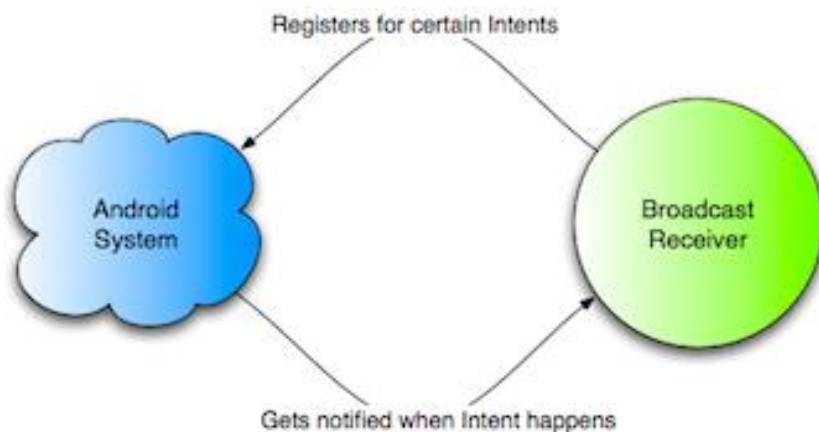 Registers for certain Intents
Android
System
Broadcast
Receiver
Gets notified when Intent happens